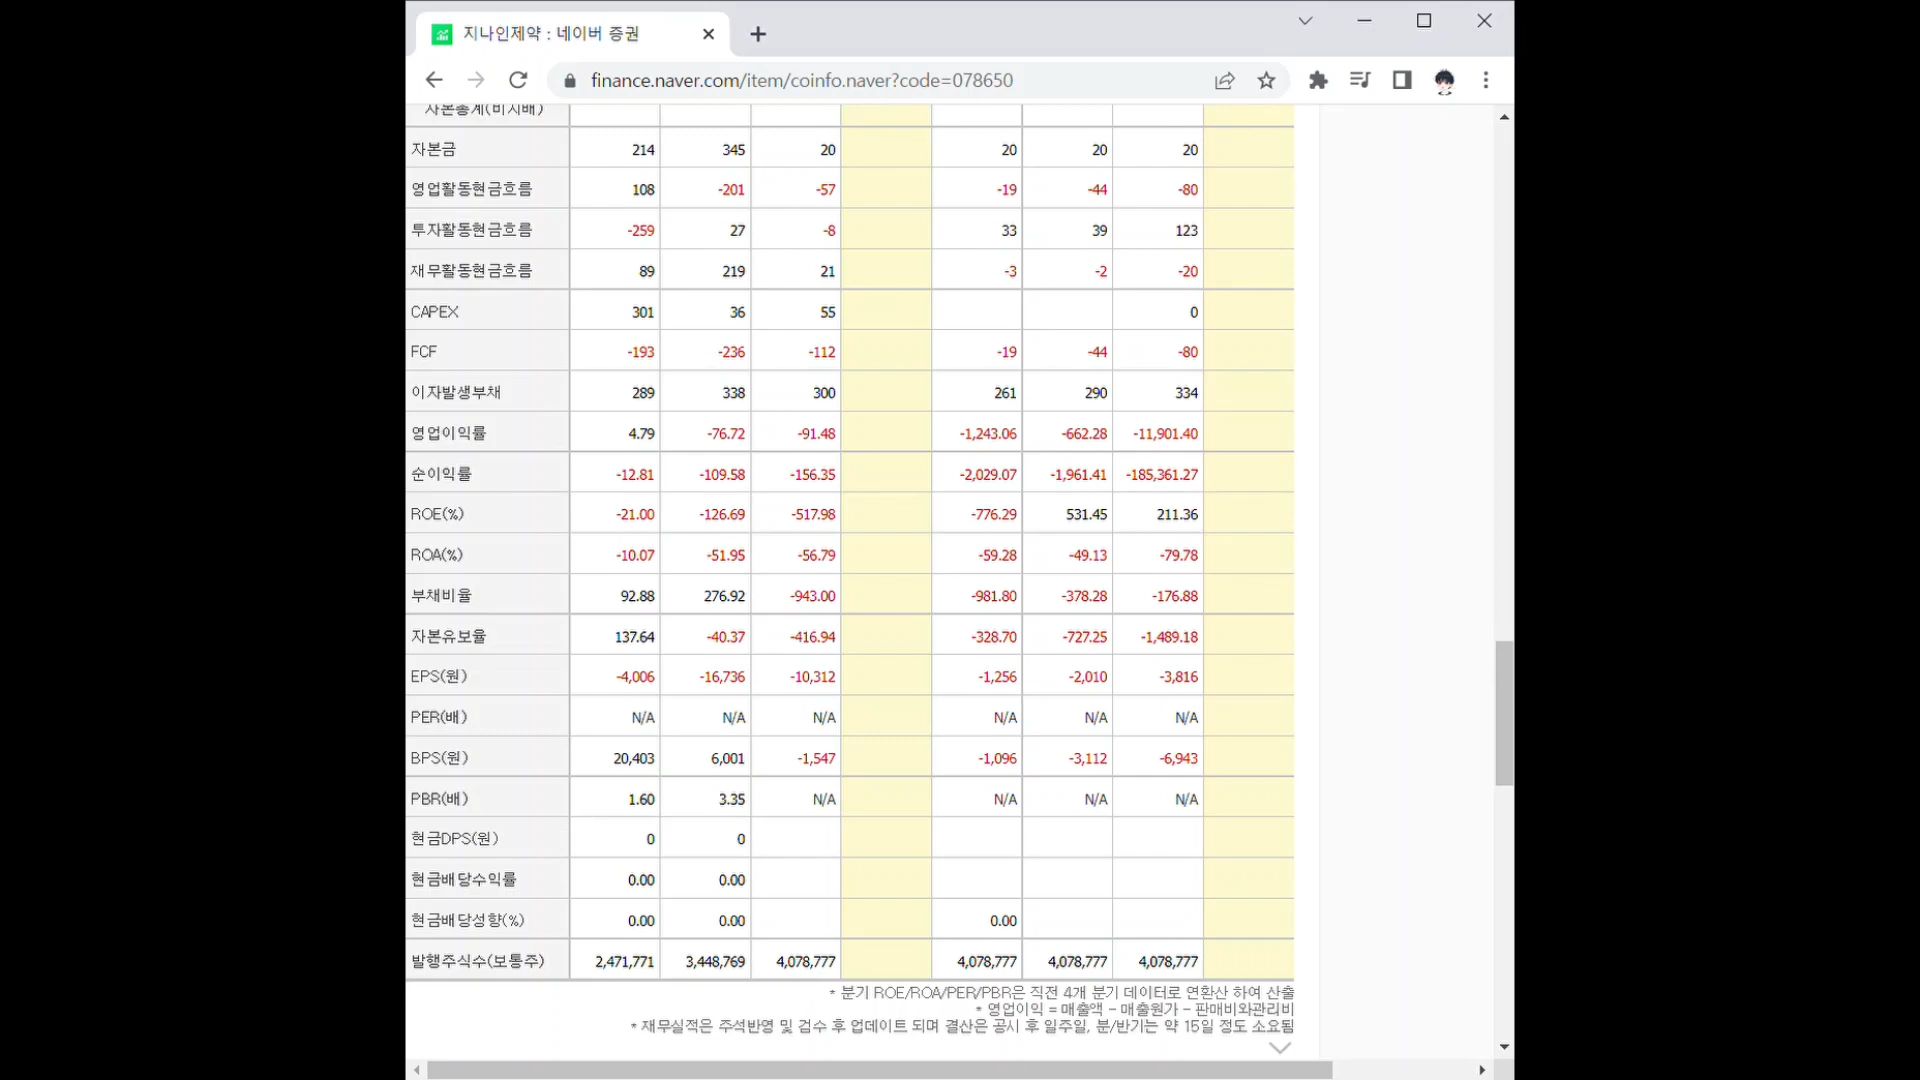 지나인제약 : 네이버 증권
finance.naver.com/item/coinfo.naver?code=078650
자본총계(비지배)
자본금 214 345 20 20 20 20
영업활동현금흐름 108 -201 -57 -19 -44 -80
투자활동현금흐름 -259 27 -8 33 39 123
재무활동현금흐름 89 219 21 -3 -2 -20
CAPEX 301 36 55 0
FCF -193 -236 -112 -19 -44 -80
이자발생부채 289 338 300 261 290 334
영업이익률 4.79 -76.72 -91.48 -1,243.06 -662.28 -11,901.40
순이익률 -12.81 -109.58 -156.35 -2,029.07 -1,961.41 -185,361.27
ROE(%) -21.00 -126.69 -517.98 -776.29 531.45 211.36
ROA(%) -10.07 -51.95 -56.79 -59.28 -49.13 -79.78
부채비율 92.88 276.92 -943.00 -981.80 -378.28 -176.88
자본유보율 137.64 -40.37 -416.94 -328.70 -727.25 -1,489.18
EPS(원) -4,006 -16,736 -10,312 -1,256 -2,010 -3,816
PER(배) N/A N/A N/A N/A N/A N/A
BPS(원) 20,403 6,001 -1,547 -1,096 -3,112 -6,943
PBR(배) 1.60 3.35 N/A N/A N/A N/A
현금DPS(원) 0 0
현금배당수익률 0.00 0.00
현금배당성향(%) 0.00 0.00 0.00
발행주식수(보통주) 2,471,771 3,448,769 4,078,777 4,078,777 4,078,777 4,078,777
* 분기 ROE/ROA/PER/PBR은 직전 4개 분기 데이터로 연환산 하여 산출
* 영업이익 = 매출액 - 매출원가 - 판매비와관리비
* 재무실적은 주석반영 및 검수 후 업데이트 되며 결산은 공시 후 일주일, 분/반기는 약 15일 정도 소요됨